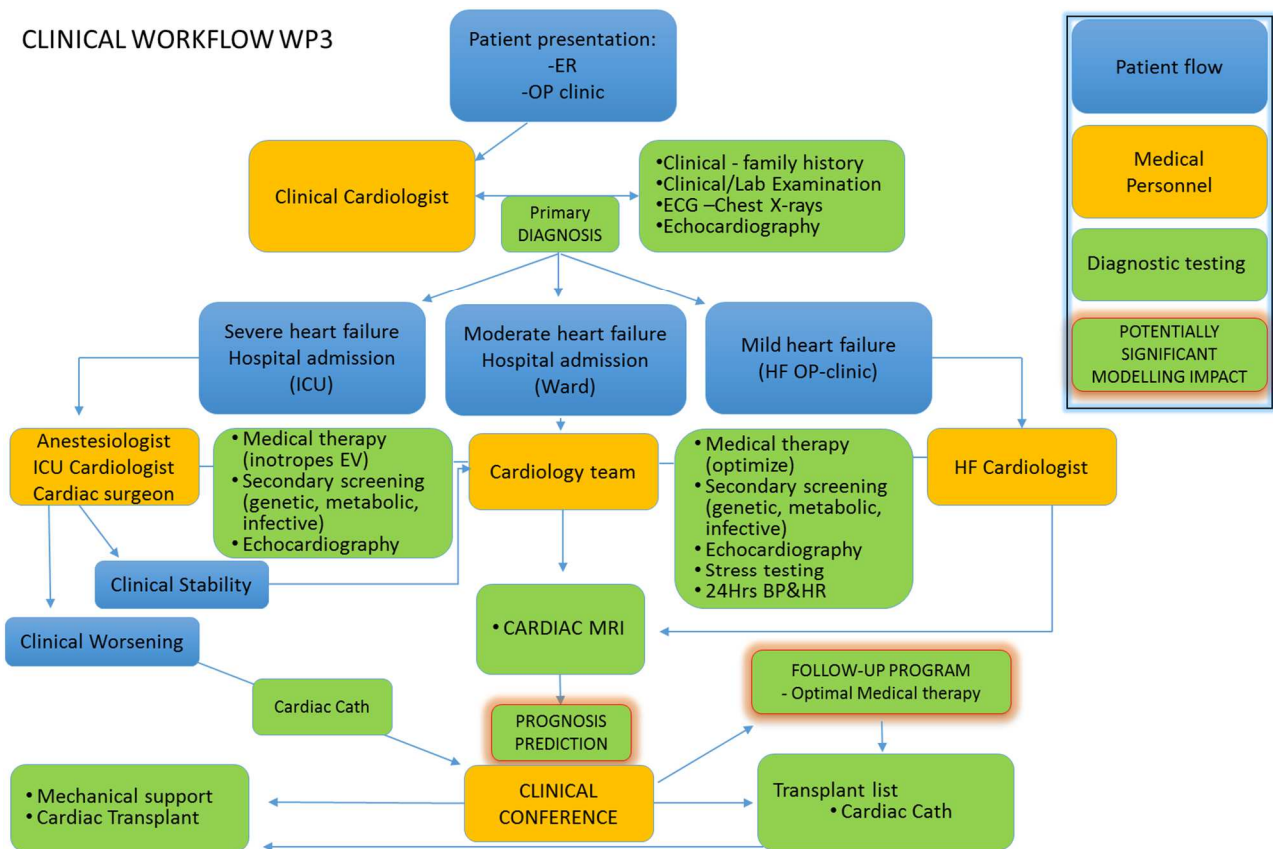 CLINICAL WORKFLOW WP3
Patient presentation:
-ER
-OP clinic
Patient flow
Medical
Personnel
Diagnostic testing
POTENTIALLY
SIGNIFICANT
MODELLING IMPACT
Clinical Cardiologist
•Clinical - family history
•Clinical/Lab Examination
•ECG –Chest X-rays
•Echocardiography
Primary
DIAGNOSIS
Severe heart failure
Hospital admission
(ICU)
Moderate heart failure
Hospital admission
(Ward)
Mild heart failure
(HF OP-clinic)
Anestesiologist
ICU Cardiologist
Cardiac surgeon
• Medical therapy
(inotropes EV)
• Secondary screening
(genetic, metabolic,
infective)
• Echocardiography
Cardiology team
• Medical therapy
(optimize)
• Secondary screening
(genetic, metabolic,
infective)
• Echocardiography
• Stress testing
• 24Hrs BP&HR
HF Cardiologist
Clinical Stability
Clinical Worsening
• CARDIAC MRI
Cardiac Cath
PROGNOSIS
PREDICTION
FOLLOW-UP PROGRAM
- Optimal Medical therapy
• Mechanical support
• Cardiac Transplant
CLINICAL
CONFERENCE
Transplant list
• Cardiac Cath